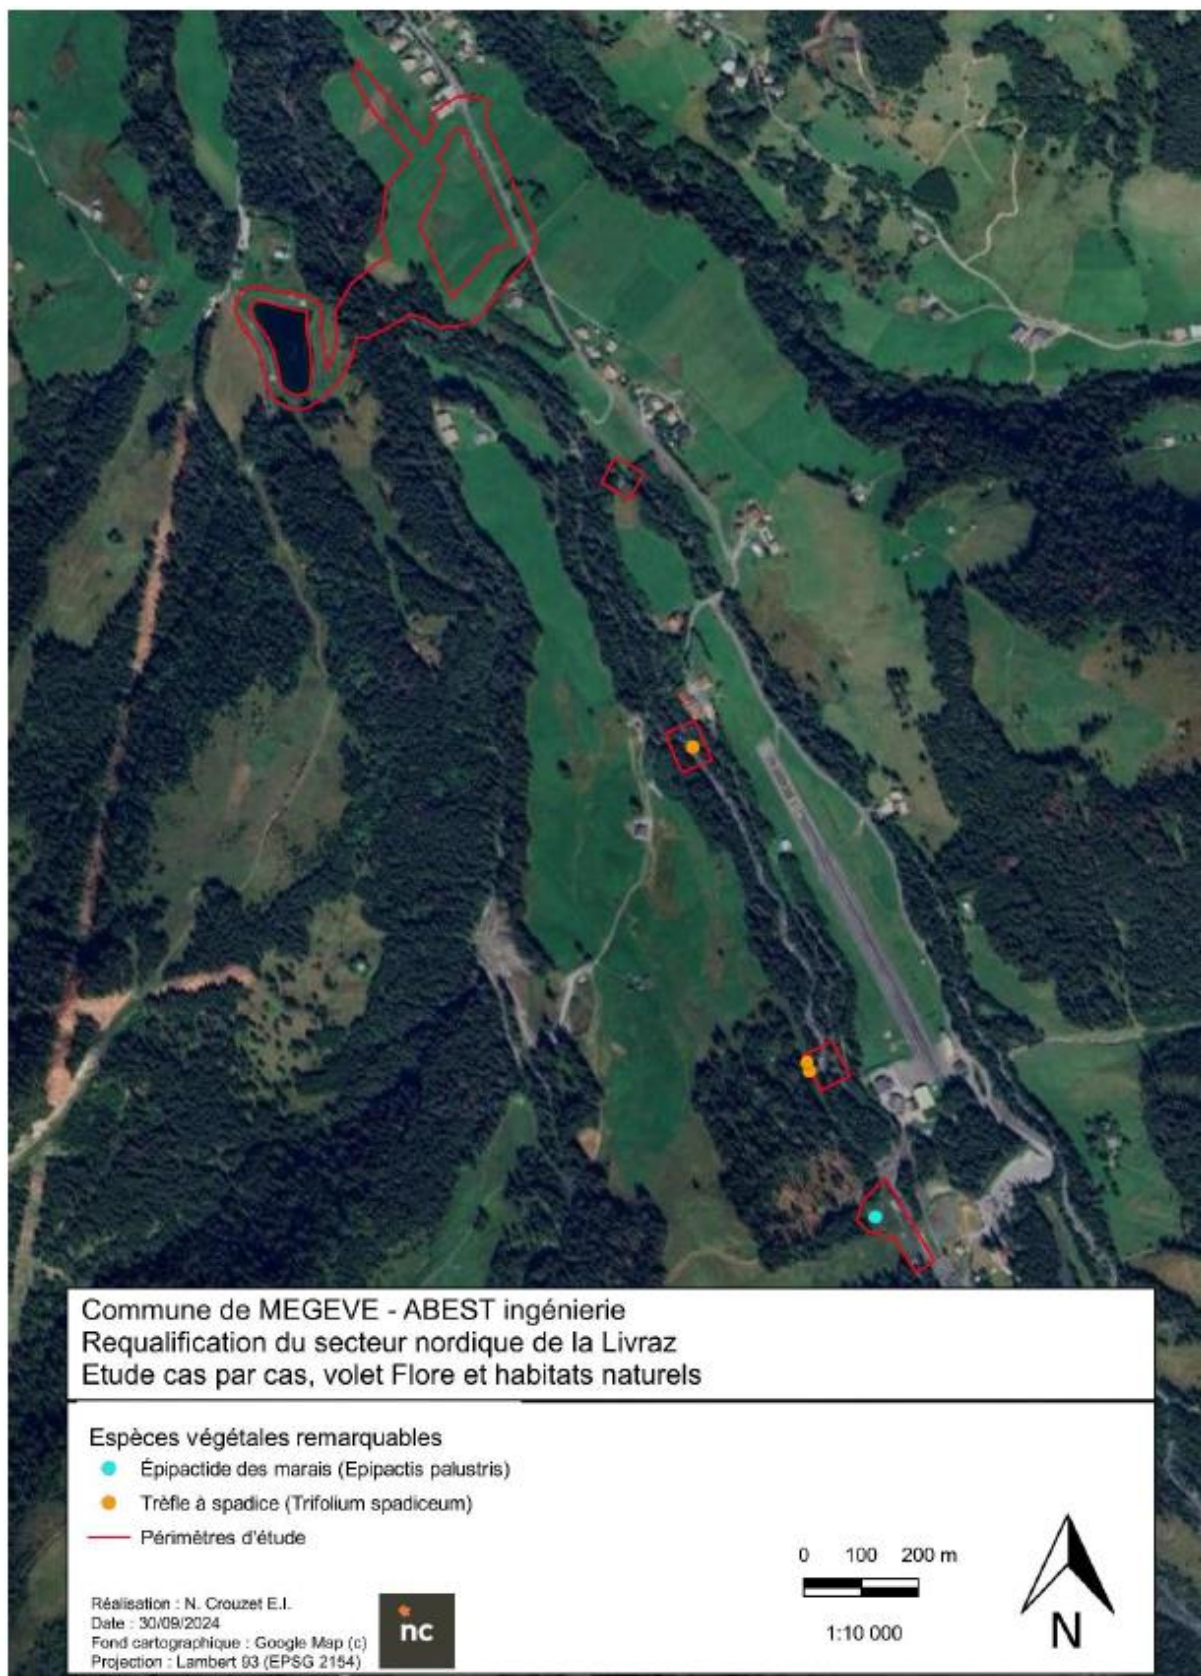 Commune de MEGEVE - ABEST ingénierie
Requalification du secteur nordique de la Livraz
Etude cas par cas, volet Flore et habitats naturels
Espèces végétales remarquables
Épipactide des marais (Epipactis palustris)
Trèfle à spadice (Trifolium spadiceum)
Périmètres d'étude
0 100 200 m
1:10 000
N
Réalisation : N. Crouzet E.I.
Date : 30/09/2024
Fond cartographique : Google Map (c)
Projection : Lambert 93 (EPSG 2154)
nc